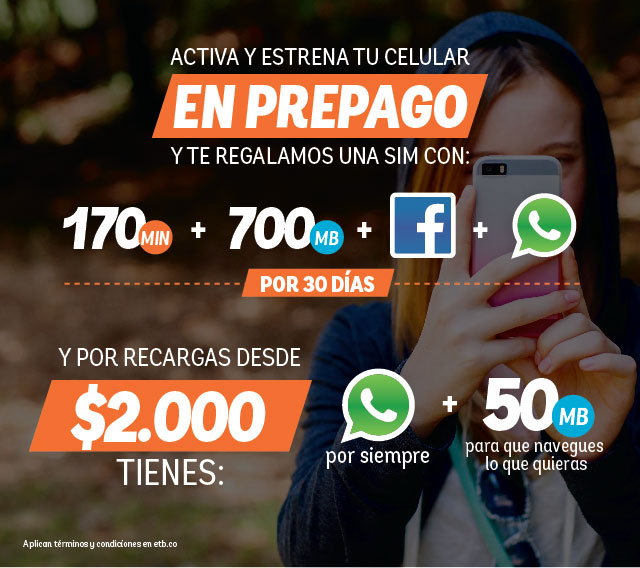 ACTIVA Y ESTRENA TU CELULAR
EN PREPAGO
Y TE REGALAMOS UNA SIM CON:
170 MIN + 700 MB + f +
POR 30 DÍAS
Y POR RECARGAS DESDE
$2.000
TIENES:
por siempre
+ 50 MB
para que navegues
lo que quieras
Aplican términos y condiciones en etb.co